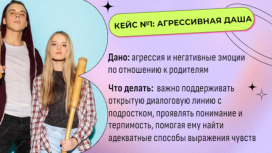 КЕЙС №1: АГРЕССИВНАЯ ДАША
Дано: агрессия и негативные эмоции
по отношению к родителям
Что делать: важно поддерживать
открытую диалоговую линию с
подростком, проявлять понимание и
терпимость, помогая ему найти
адекватные способы выражения чувств